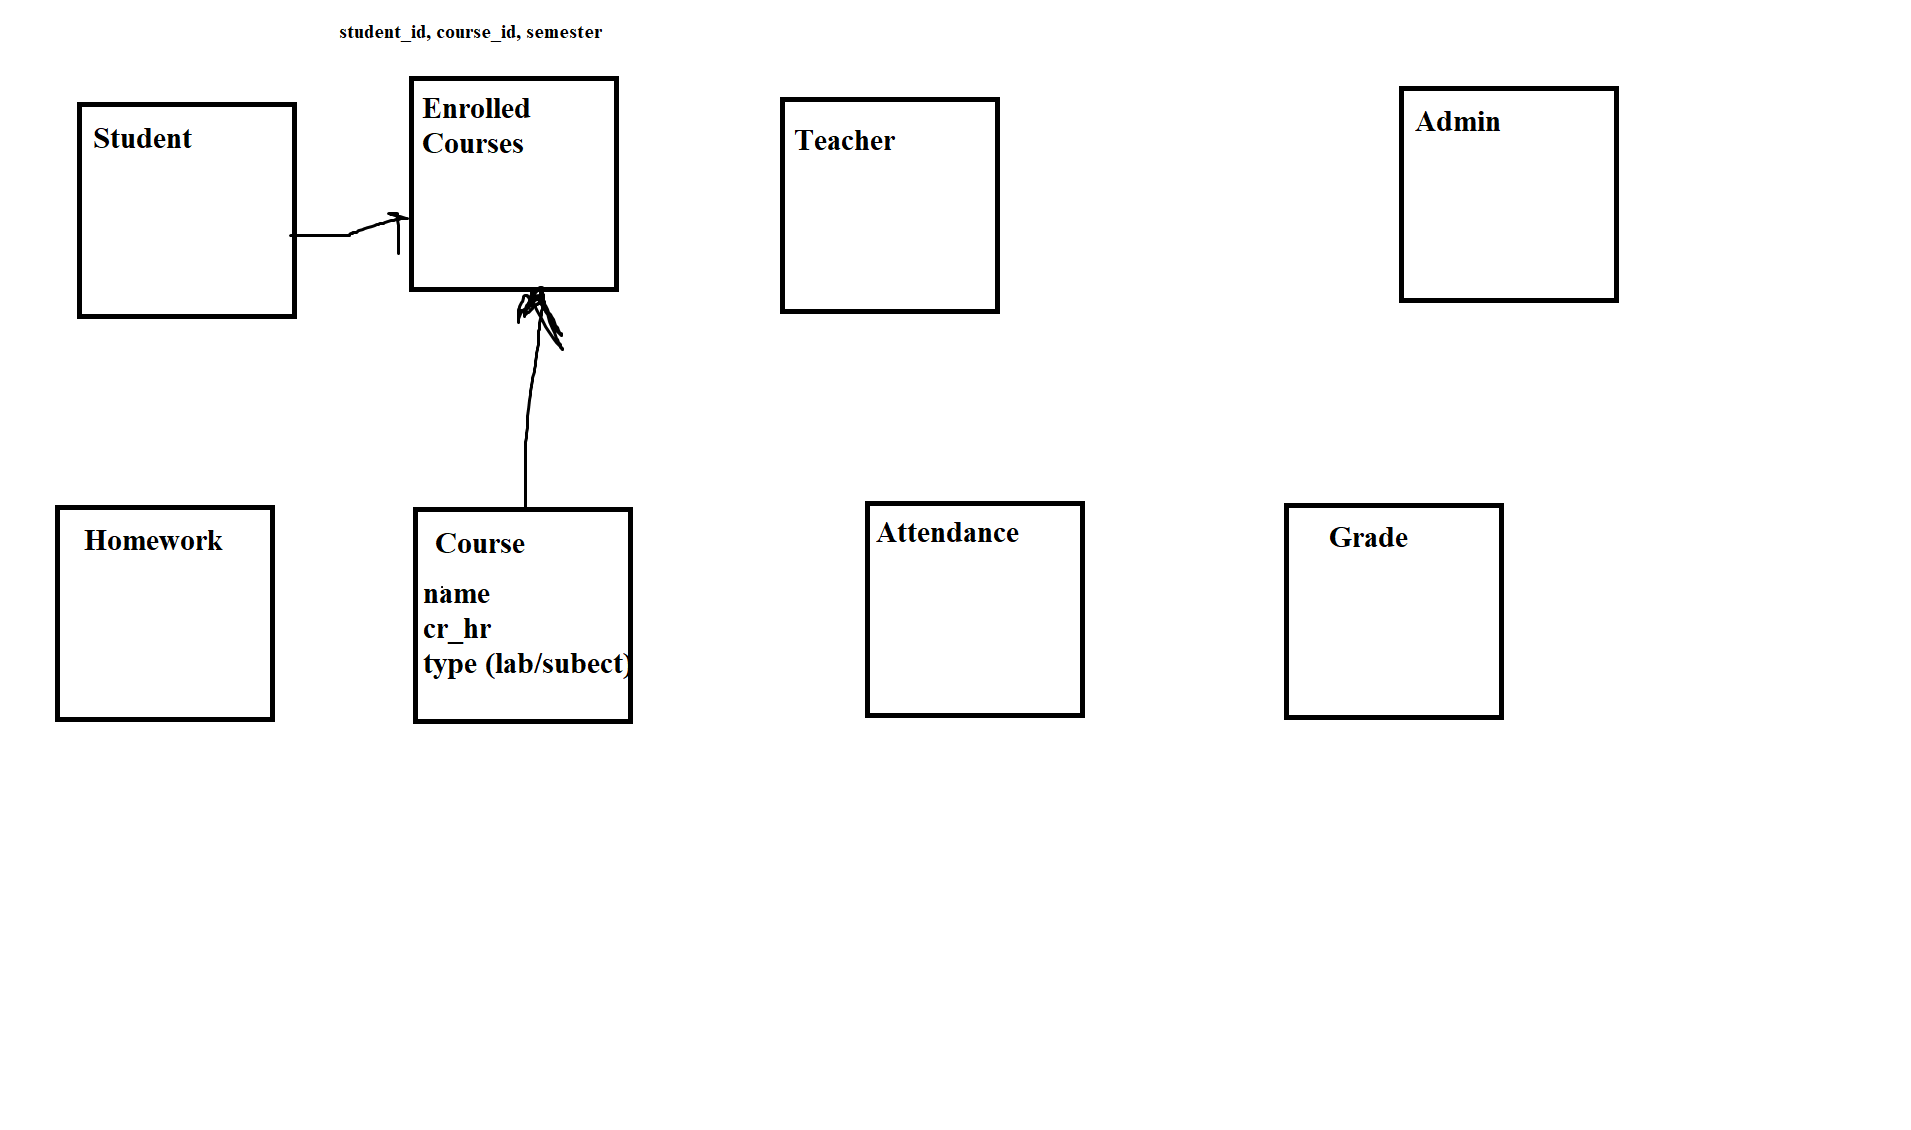 student_id, course_id, semester
Student
Enrolled
Courses
Teacher
Admin
Homework
Course
name
cr_hr
type (lab/subect)
Attendance
Grade